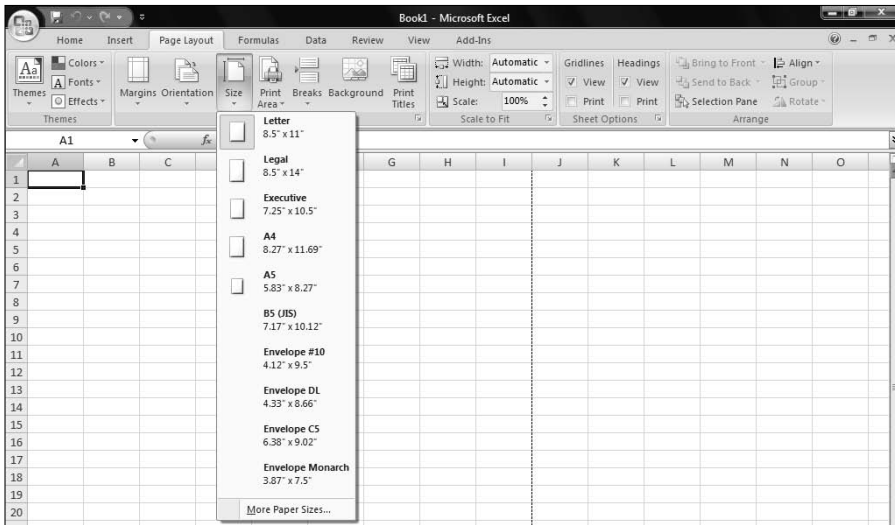 Book1 - Microsoft Excel
Home Insert Page Layout Formulas Data Review View Add-Ins
Aa Colors Width: Automatic Gridlines Headings Bring to Front Align
A Fonts Height: Automatic View View Send to Back Group
Themes Effects Margins Orientation Size Print Area Breaks Background Print Titles Scale: 100% Print Print Selection Pane Rotate
Themes Scale to Fit Sheet Options Arrange
A1 fx
A B C G H I J K L M N O
1
2
3
4
5
6
7
8
9
10
11
12
13
14
15
16
17
18
19
20
Letter
8.5" x 11"
Legal
8.5" x 14"
Executive
7.25" x 10.5"
A4
8.27" x 11.69"
A5
5.83" x 8.27"
B5 (JIS)
7.17" x 10.12"
Envelope #10
4.12" x 9.5"
Envelope DL
4.33" x 8.66"
Envelope C5
6.38" x 9.02"
Envelope Monarch
3.87" x 7.5"
More Paper Sizes...